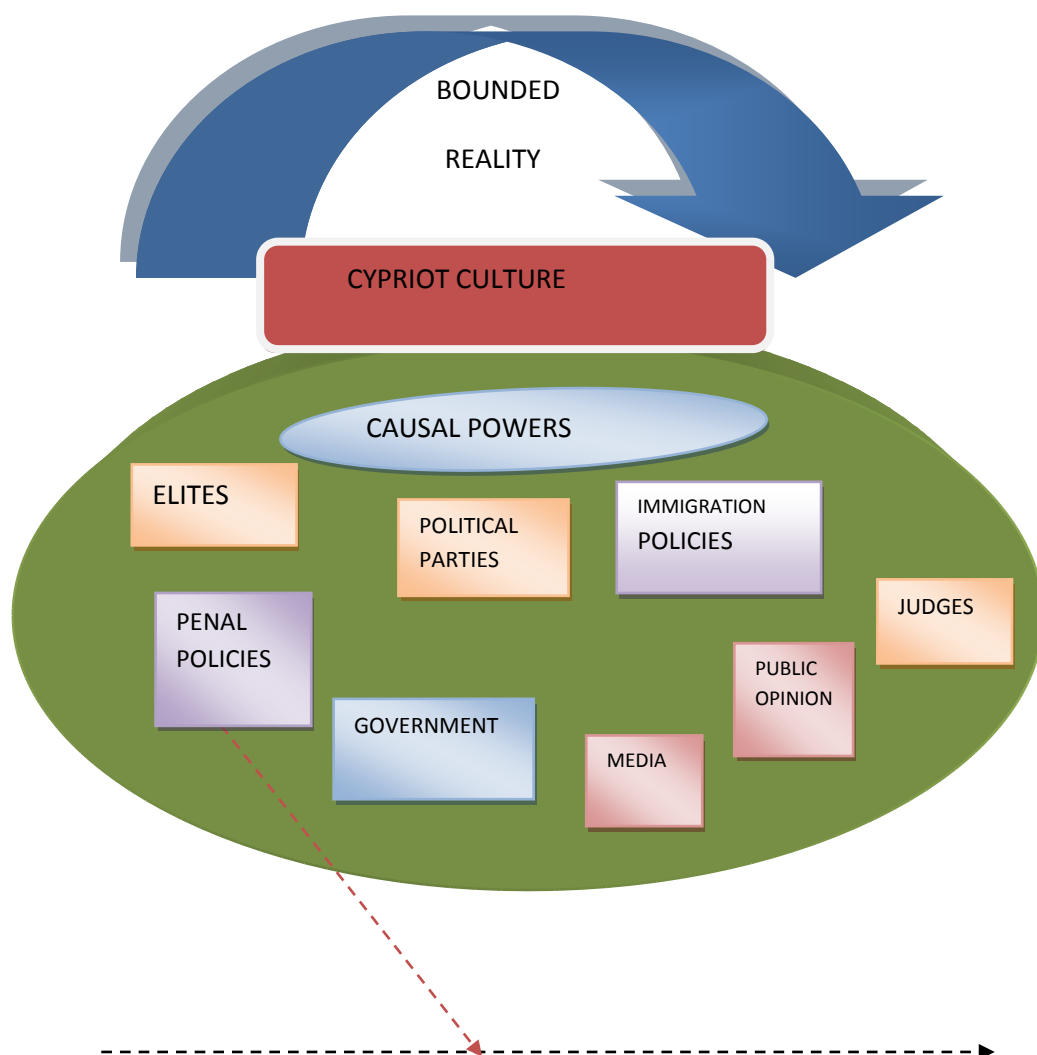 BOUNDED
REALITY
CYPRIOT CULTURE
CAUSAL POWERS
ELITES
POLITICAL
PARTIES
IMMIGRATION
POLICIES
JUDGES
PENAL
POLICIES
PUBLIC
OPINION
GOVERNMENT
MEDIA